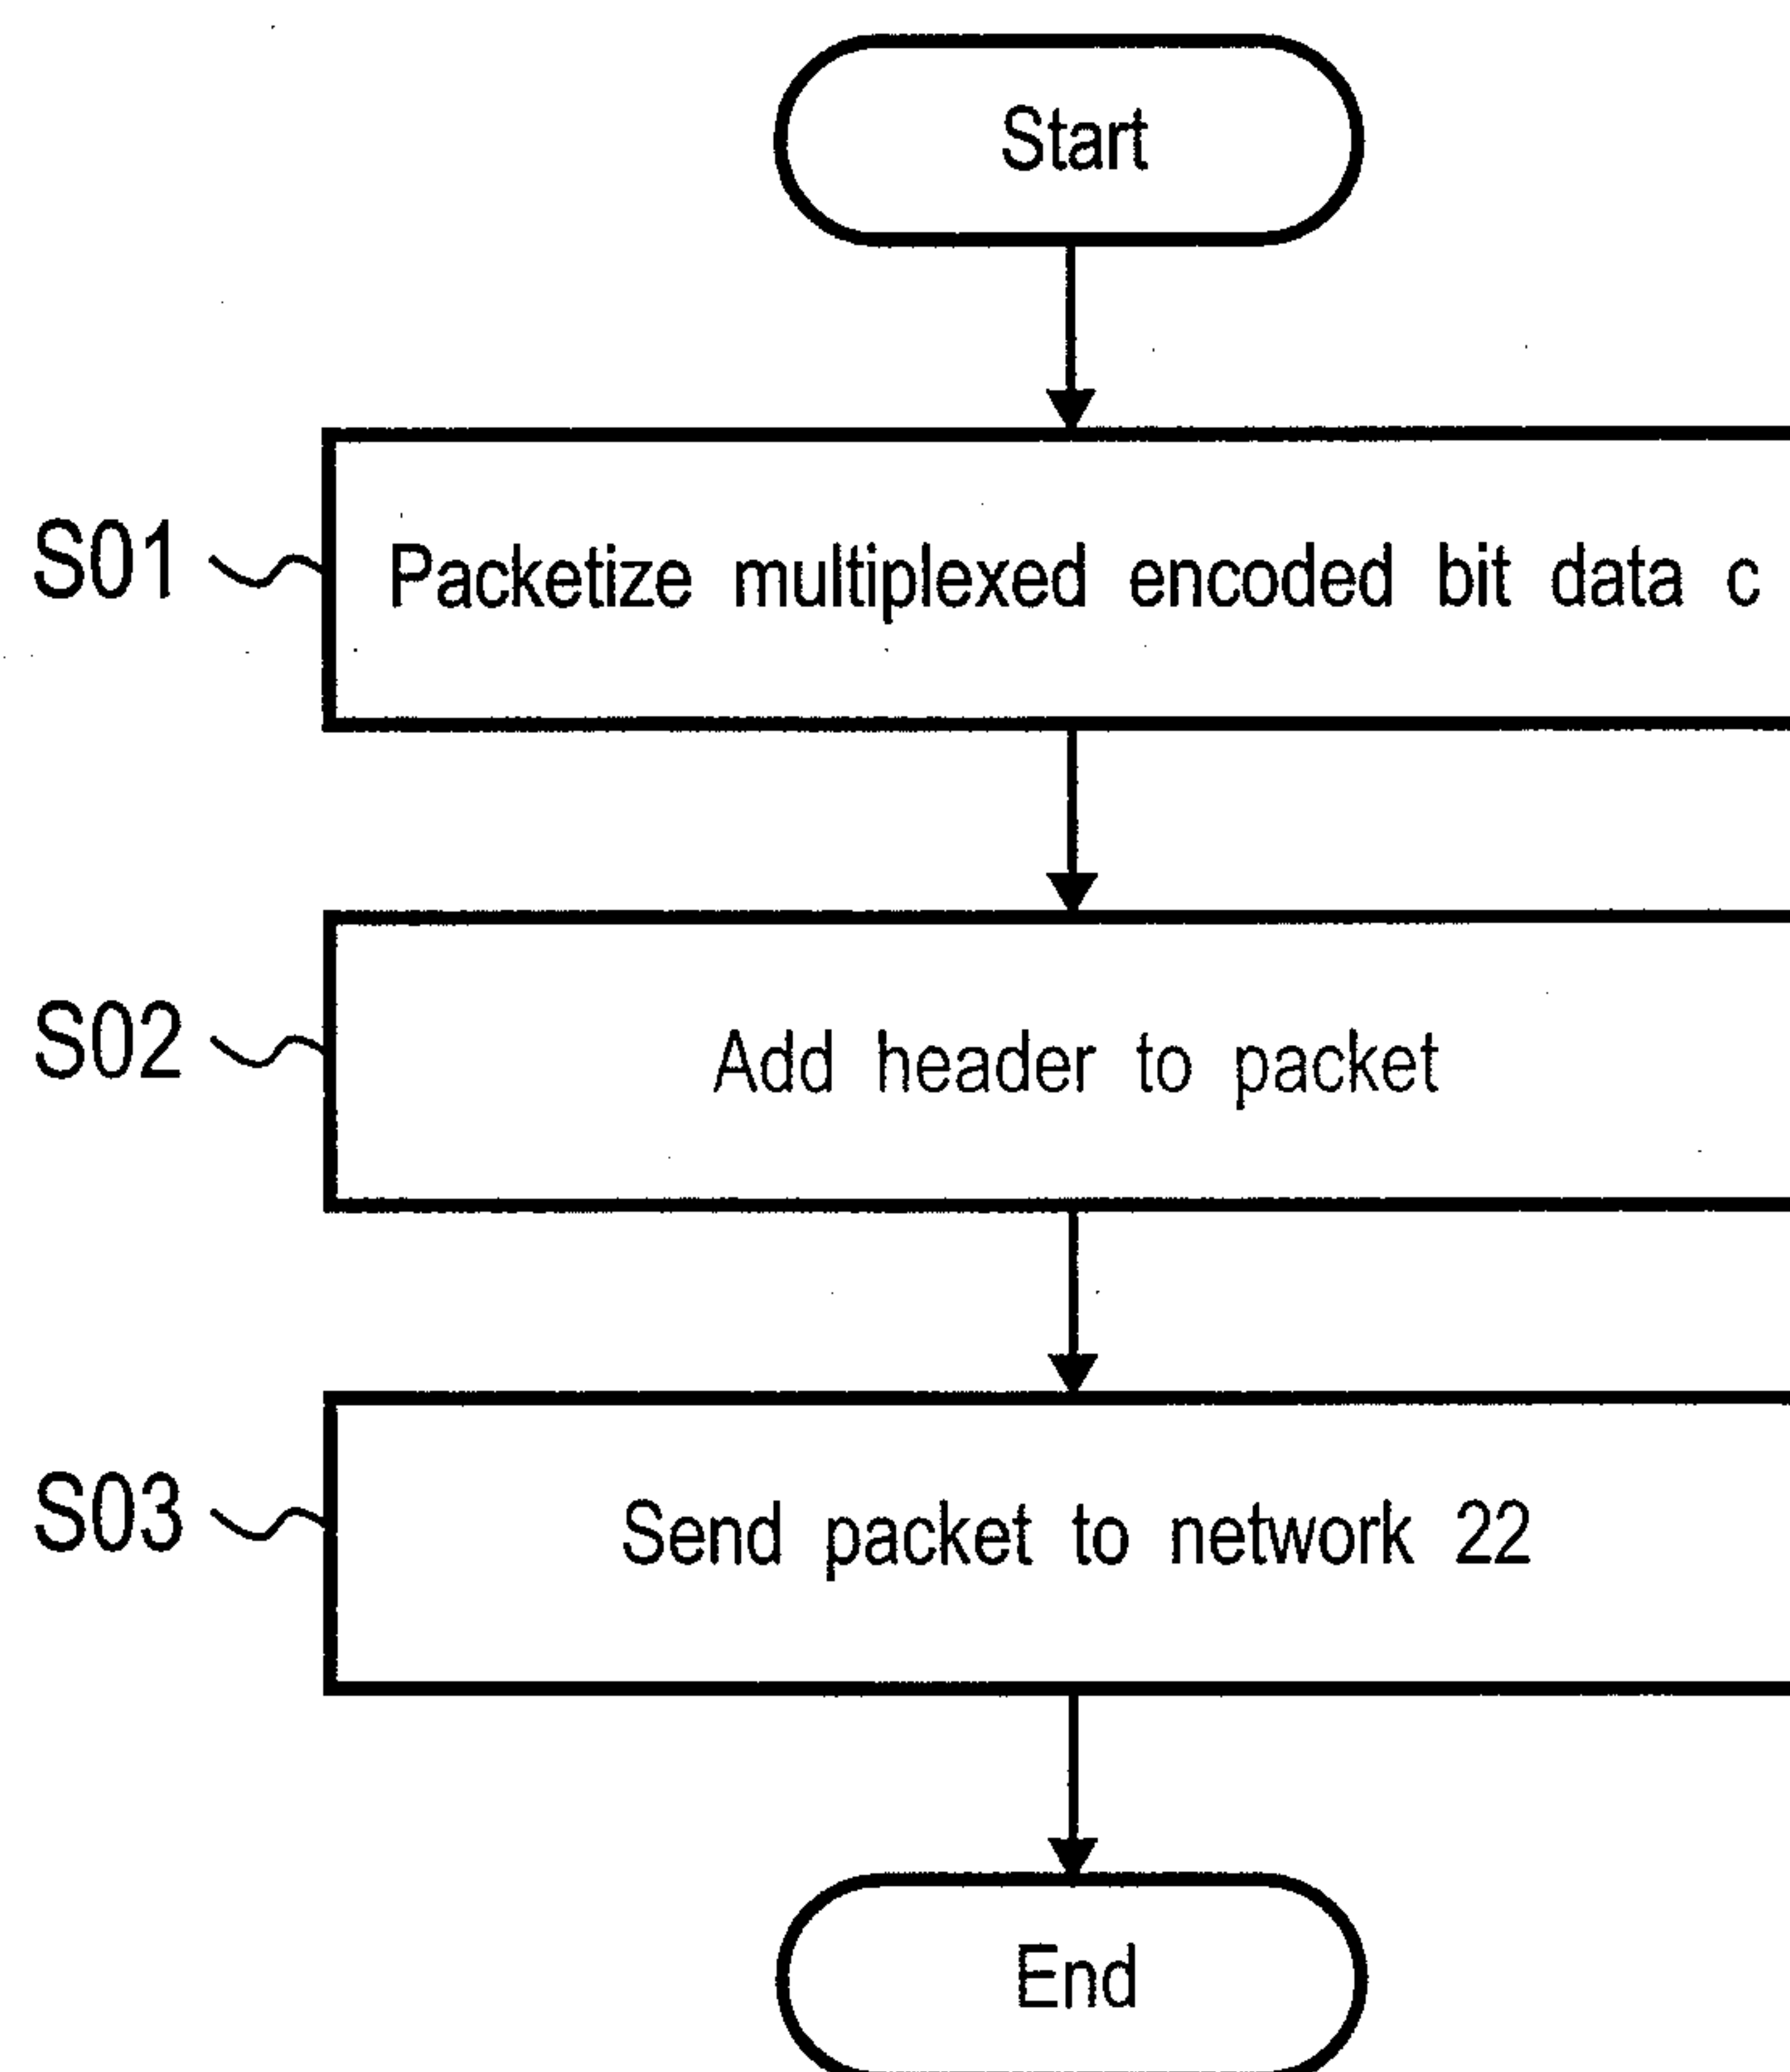 Start
S01 Packetize multiplexed encoded bit data c
S02 Add header to packet
S03 Send packet to network 22
End